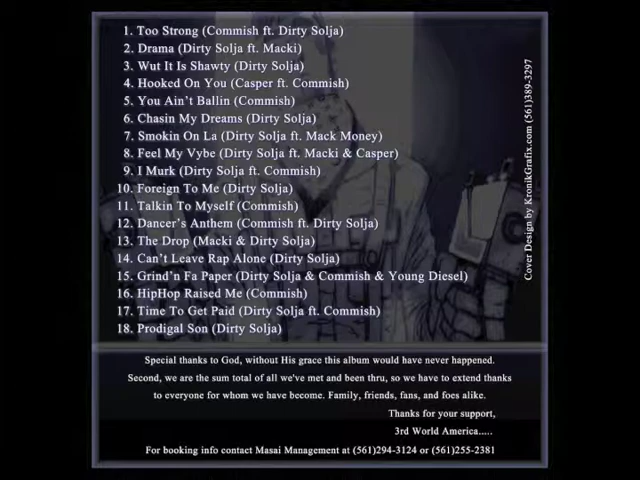 1. Too Strong (Commish ft. Dirty Solja)
2. Drama (Dirty Solja ft. Macki)
3. Wut It Is Shawty (Dirty Solja)
4. Hooked On You (Casper ft. Commish)
5. You Ain't Ballin (Commish)
6. Chasin My Dreams (Dirty Solja)
7. Smokin On La (Dirty Solja ft. Mack Money)
8. Feel My Vybe (Dirty Solja ft. Macki & Casper)
9. I Murk (Dirty Solja ft. Commish)
10. Foreign To Me (Dirty Solja)
11. Talkin To Myself (Commish)
12. Dancer's Anthem (Commish ft. Dirty Solja)
13. The Drop (Macki & Dirty Solja)
14. Can't Leave Rap Alone (Dirty Solja)
15. Grind'n Fa Paper (Dirty Solja & Commish & Young Diesel)
16. HipHop Raised Me (Commish)
17. Time To Get Paid (Dirty Solja ft. Commish)
18. Prodigal Son (Dirty Solja)
Cover Design by KronikGrafix.com (561)389-3297
Special thanks to God, without His grace this album would have never happened.
Second, we are the sum total of all we've met and been thru, so we have to extend thanks
to everyone for whom we have become. Family, friends, fans, and foes alike.
Thanks for your support,
3rd World America.....
For booking info contact Masai Management at (561)294-3124 or (561)255-2381